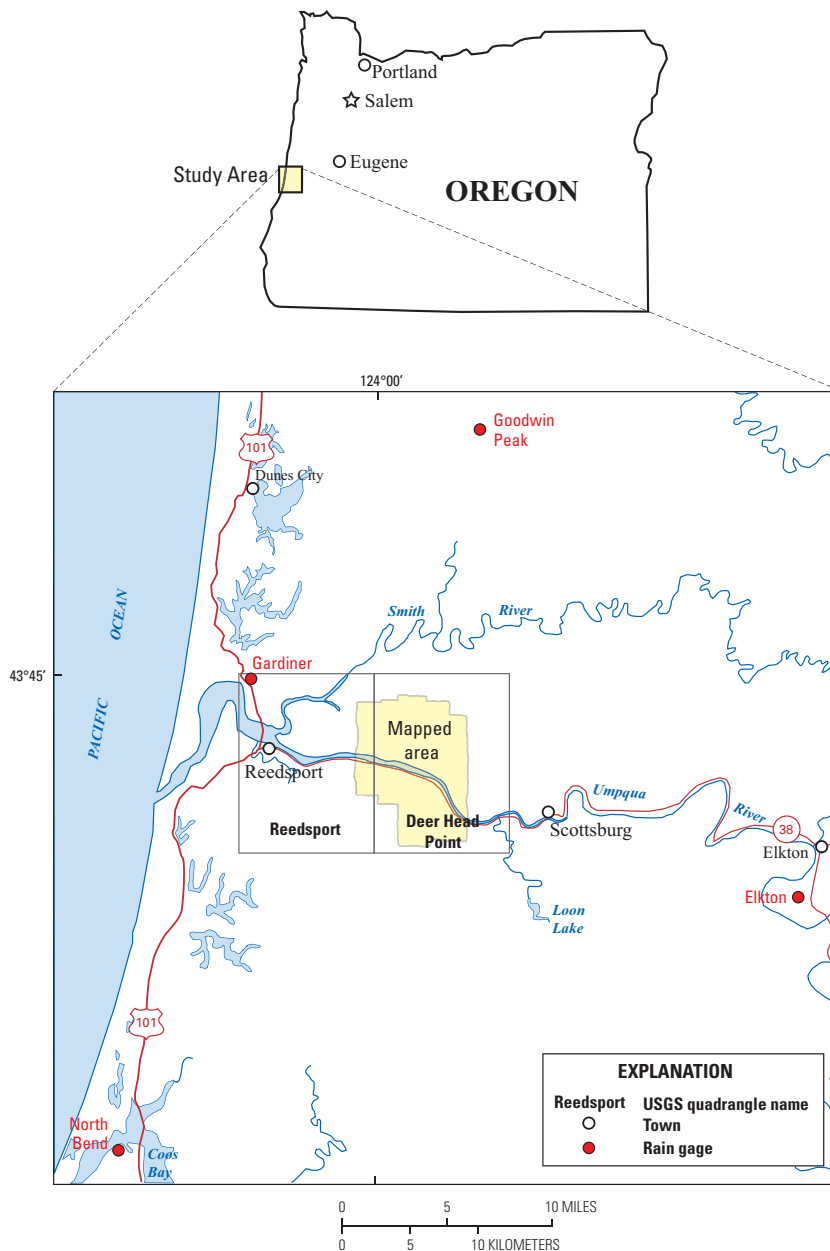 Portland
Salem
Eugene
Study Area
OREGON
124°00'
Goodwin
Peak
101
Dunes City
PACIFIC OCEAN
Smith River
43°45'
Gardiner
Mapped
area
Reedsport
Umpqua River
Reedsport
Deer Head
Point
Scottsburg
38
Elkton
Elkton
Loon
Lake
101
North
Bend
Coos
Bay
EXPLANATION
Reedsport USGS quadrangle name
Town
Rain gage
0 5 10 MILES
0 5 10 KILOMETERS